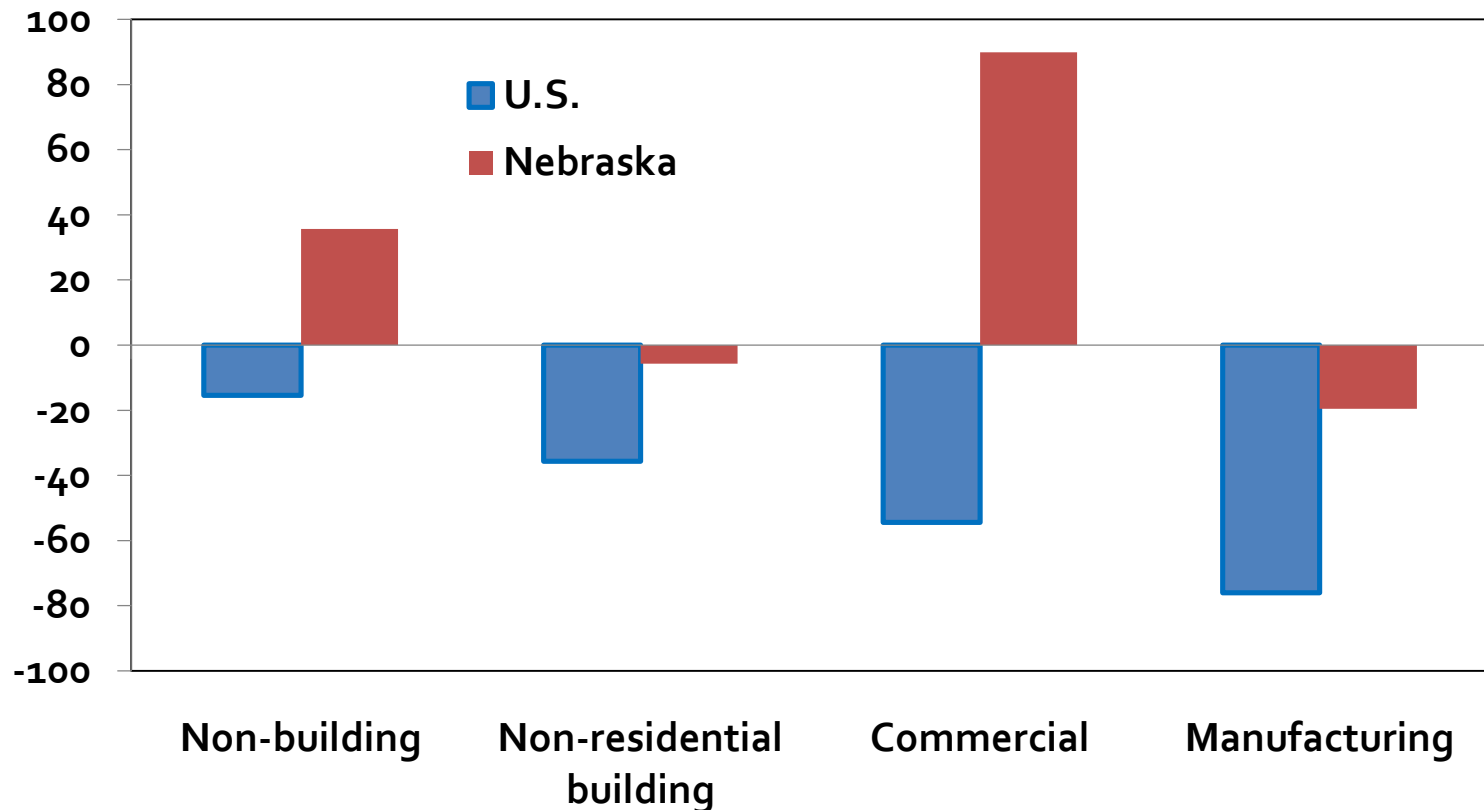 100
80
60
40
20
0
-20
-40
-60
-80
-100
U.S.
Nebraska
Non-building
Non-residential
building
Commercial
Manufacturing